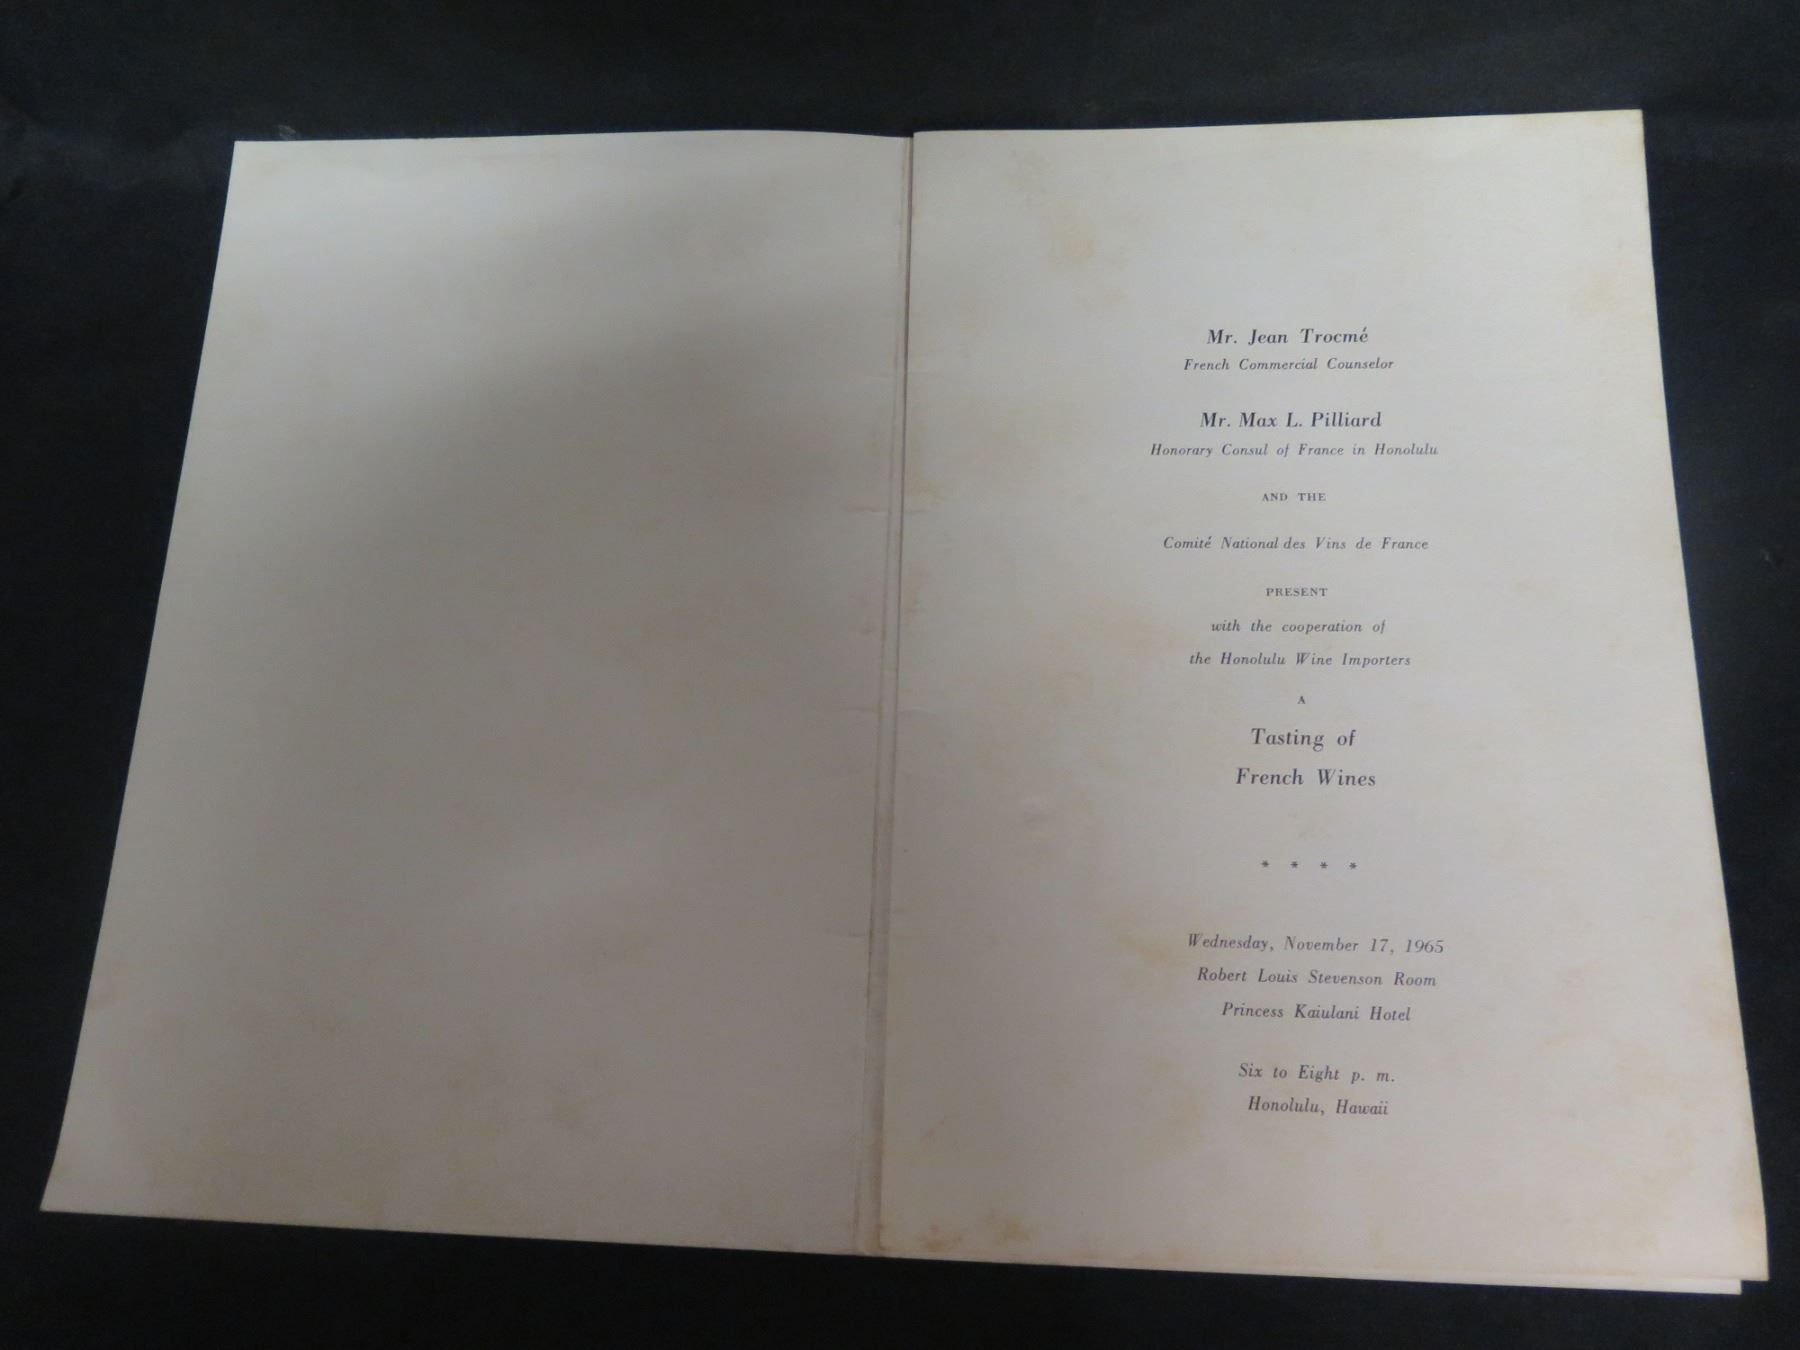 Mr. Jean Trocmé
French Commercial Counselor
Mr. Max L. Pilliard
Honorary Consul of France in Honolulu
AND THE
Comité National des Vins de France
PRESENT
with the cooperation of
the Honolulu Wine Importers
A
Tasting of
French Wines
* * * *
Wednesday, November 17, 1965
Robert Louis Stevenson Room
Princess Kaiulani Hotel
Six to Eight p. m.
Honolulu, Hawaii